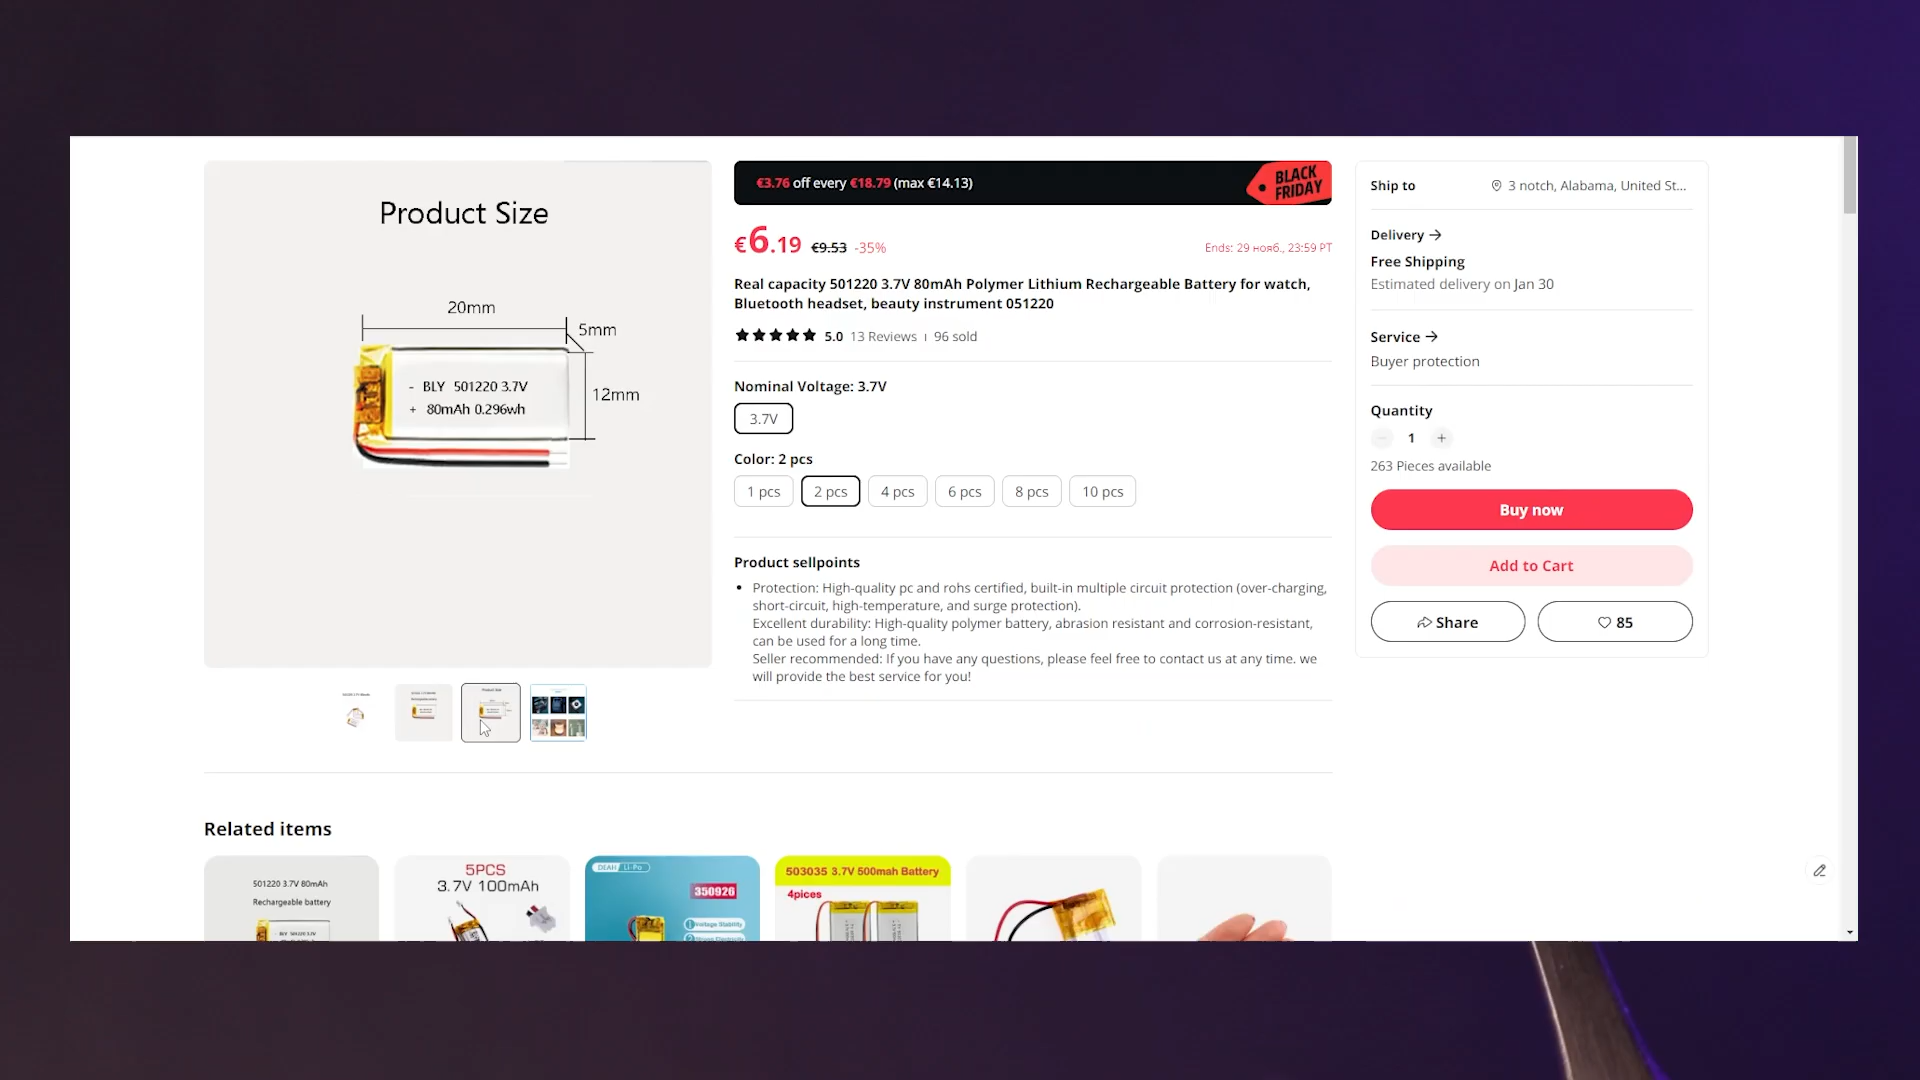 Product Size
20mm
5mm
- BLY 501220 3.7V
+ 80mAh 0.296wh
12mm
€3.76 off every €18.79 (max €14.13)
BLACK
FRIDAY
€6.19 €9.53 -35%
Ends: 29 нояб., 23:59 PT
Real capacity 501220 3.7V 80mAh Polymer Lithium Rechargeable Battery for watch,
Bluetooth headset, beauty instrument 051220
5.0 13 Reviews 96 sold
Nominal Voltage: 3.7V
3.7V
Color: 2 pcs
1 pcs 2 pcs 4 pcs 6 pcs 8 pcs 10 pcs
Product sellpoints
• Protection: High-quality pc and rohs certified, built-in multiple circuit protection (over-charging,
short-circuit, high-temperature, and surge protection).
Excellent durability: High-quality polymer battery, abrasion resistant and corrosion-resistant,
can be used for a long time.
Seller recommended: If you have any questions, please feel free to contact us at any time. we
will provide the best service for you!
Ship to 3 notch, Alabama, United St...
Delivery →
Free Shipping
Estimated delivery on Jan 30
Service →
Buyer protection
Quantity
1
263 Pieces available
Buy now
Add to Cart
Share
85
Product Size
Related items
501220 3.7V 80mAh
Rechargeable battery
5PCS
3.7V 100mAh
DEAH Li-Po
350926
Voltage Stability
503035 3.7V 500mah Battery
4pices